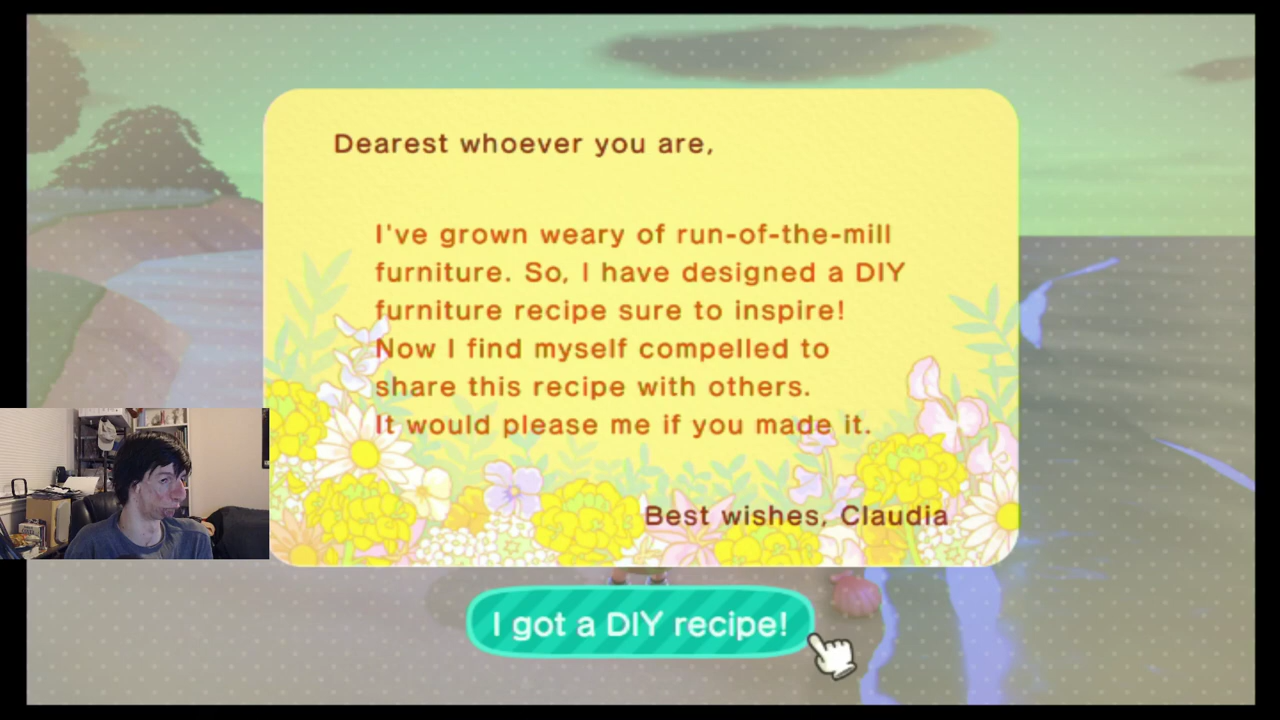 Dearest whoever you are,
I've grown weary of run-of-the-mill
furniture. So, I have designed a DIY
furniture recipe sure to inspire!
Now I find myself compelled to
share this recipe with others.
It would please me if you made it.
Best wishes, Claudia
I got a DIY recipe!